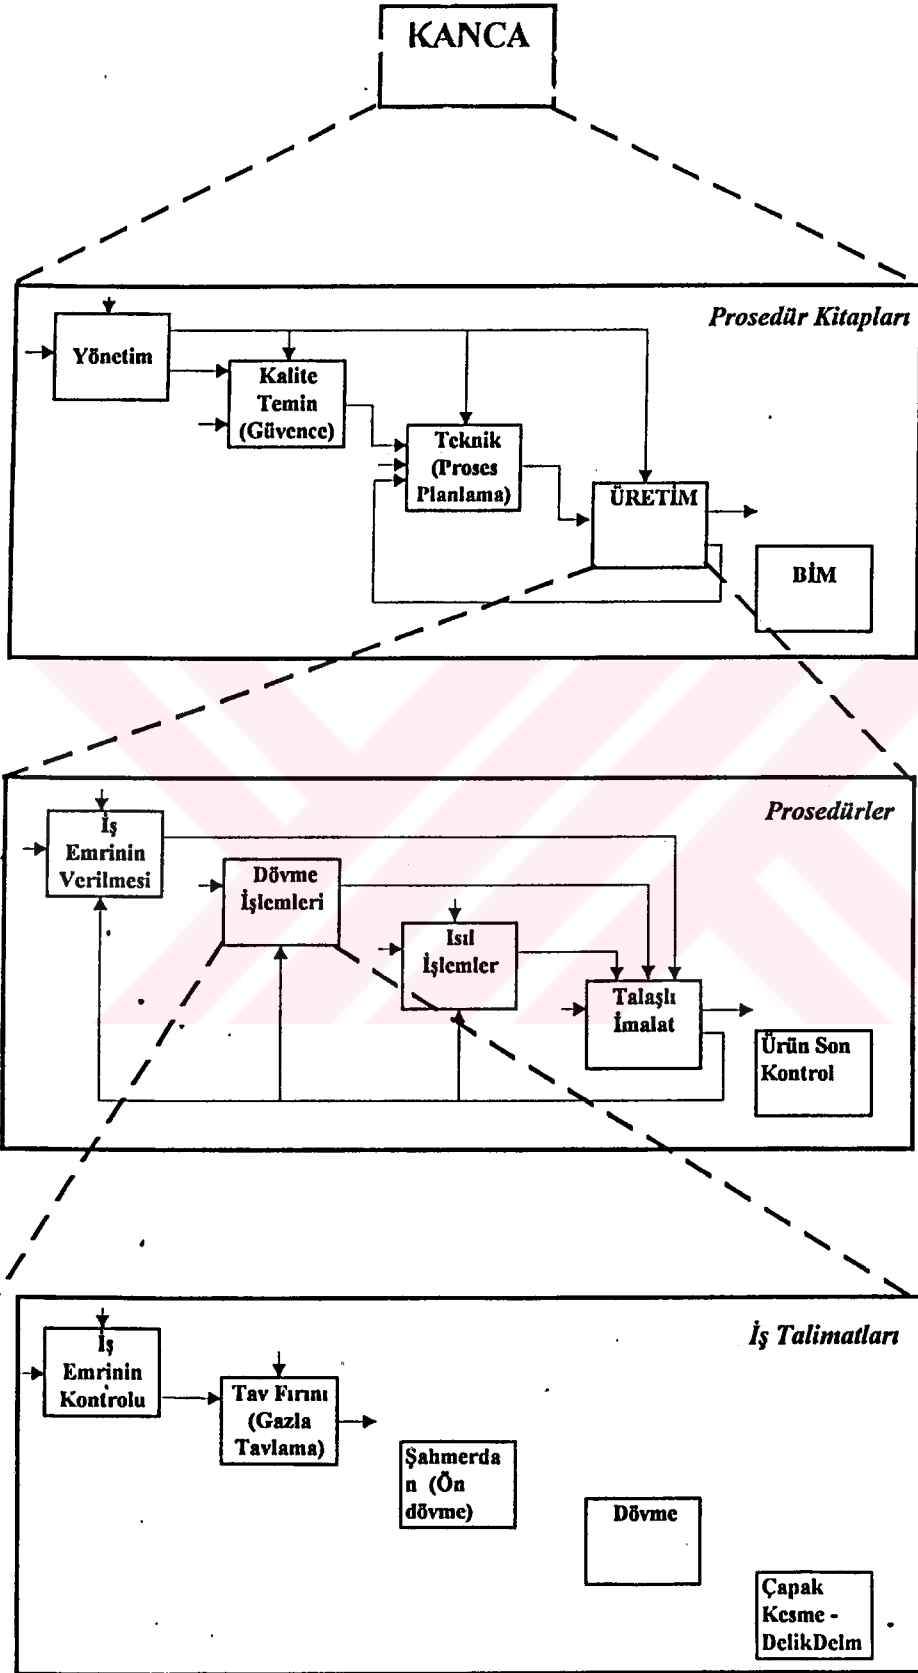 KANCA
Prosedür Kitapları
Yönetim
Kalite
Temin
(Güvence)
Teknik
(Proses
Planlama)
ÜRETİM
BİM
Prosedürler
İş
Emrinin
Verilmesi
Dövme
İşlemleri
Isıl
İşlemler
Talaşlı
İmalat
Ürün Son
Kontrol
İş Talimatları
İş
Emrinin
Kontrolu
Tav Fırını
(Gazla
Tavlama)
Şahmerda
n (Ön
dövme)
Dövme
Çapak
Kesme -
DelikDelm